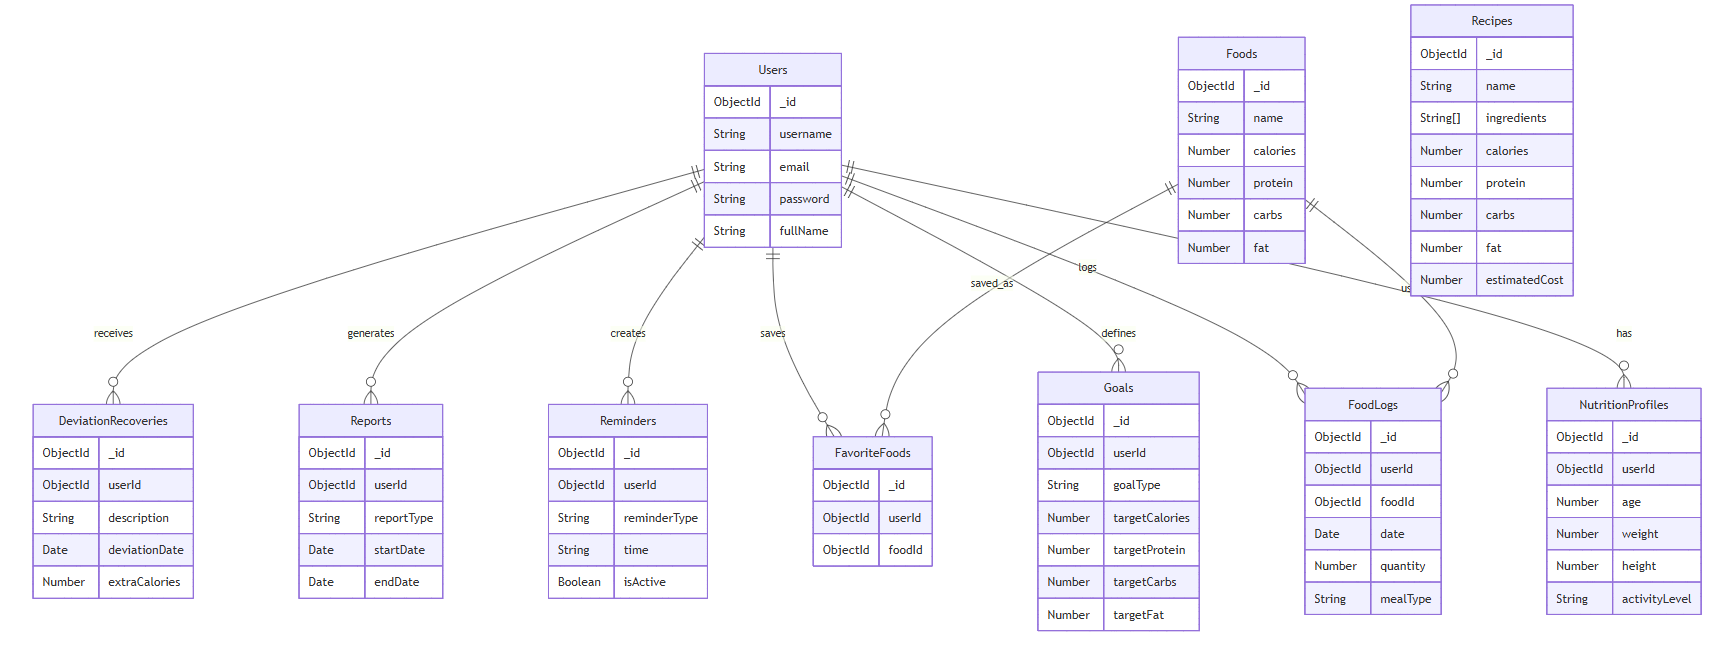 Users
ObjectId _id
String username
String email
String password
String fullName
Foods
ObjectId _id
String name
Number calories
Number protein
Number carbs
Number fat
Recipes
ObjectId _id
String name
String[] ingredients
Number calories
Number protein
Number carbs
Number fat
Number estimatedCost
logs
saved_as
receives
generates
creates
saves
defines
has
DeviationRecoveries
ObjectId _id
ObjectId userId
String description
Date deviationDate
Number extraCalories
Reports
ObjectId _id
ObjectId userId
String reportType
Date startDate
Date endDate
Reminders
ObjectId _id
ObjectId userId
String reminderType
String time
Boolean isActive
FavoriteFoods
ObjectId _id
ObjectId userId
ObjectId foodId
Goals
ObjectId _id
ObjectId userId
String goalType
Number targetCalories
Number targetProtein
Number targetCarbs
Number targetFat
FoodLogs
ObjectId _id
ObjectId userId
ObjectId foodId
Date date
Number quantity
String mealType
NutritionProfiles
ObjectId _id
ObjectId userId
Number age
Number weight
Number height
String activityLevel